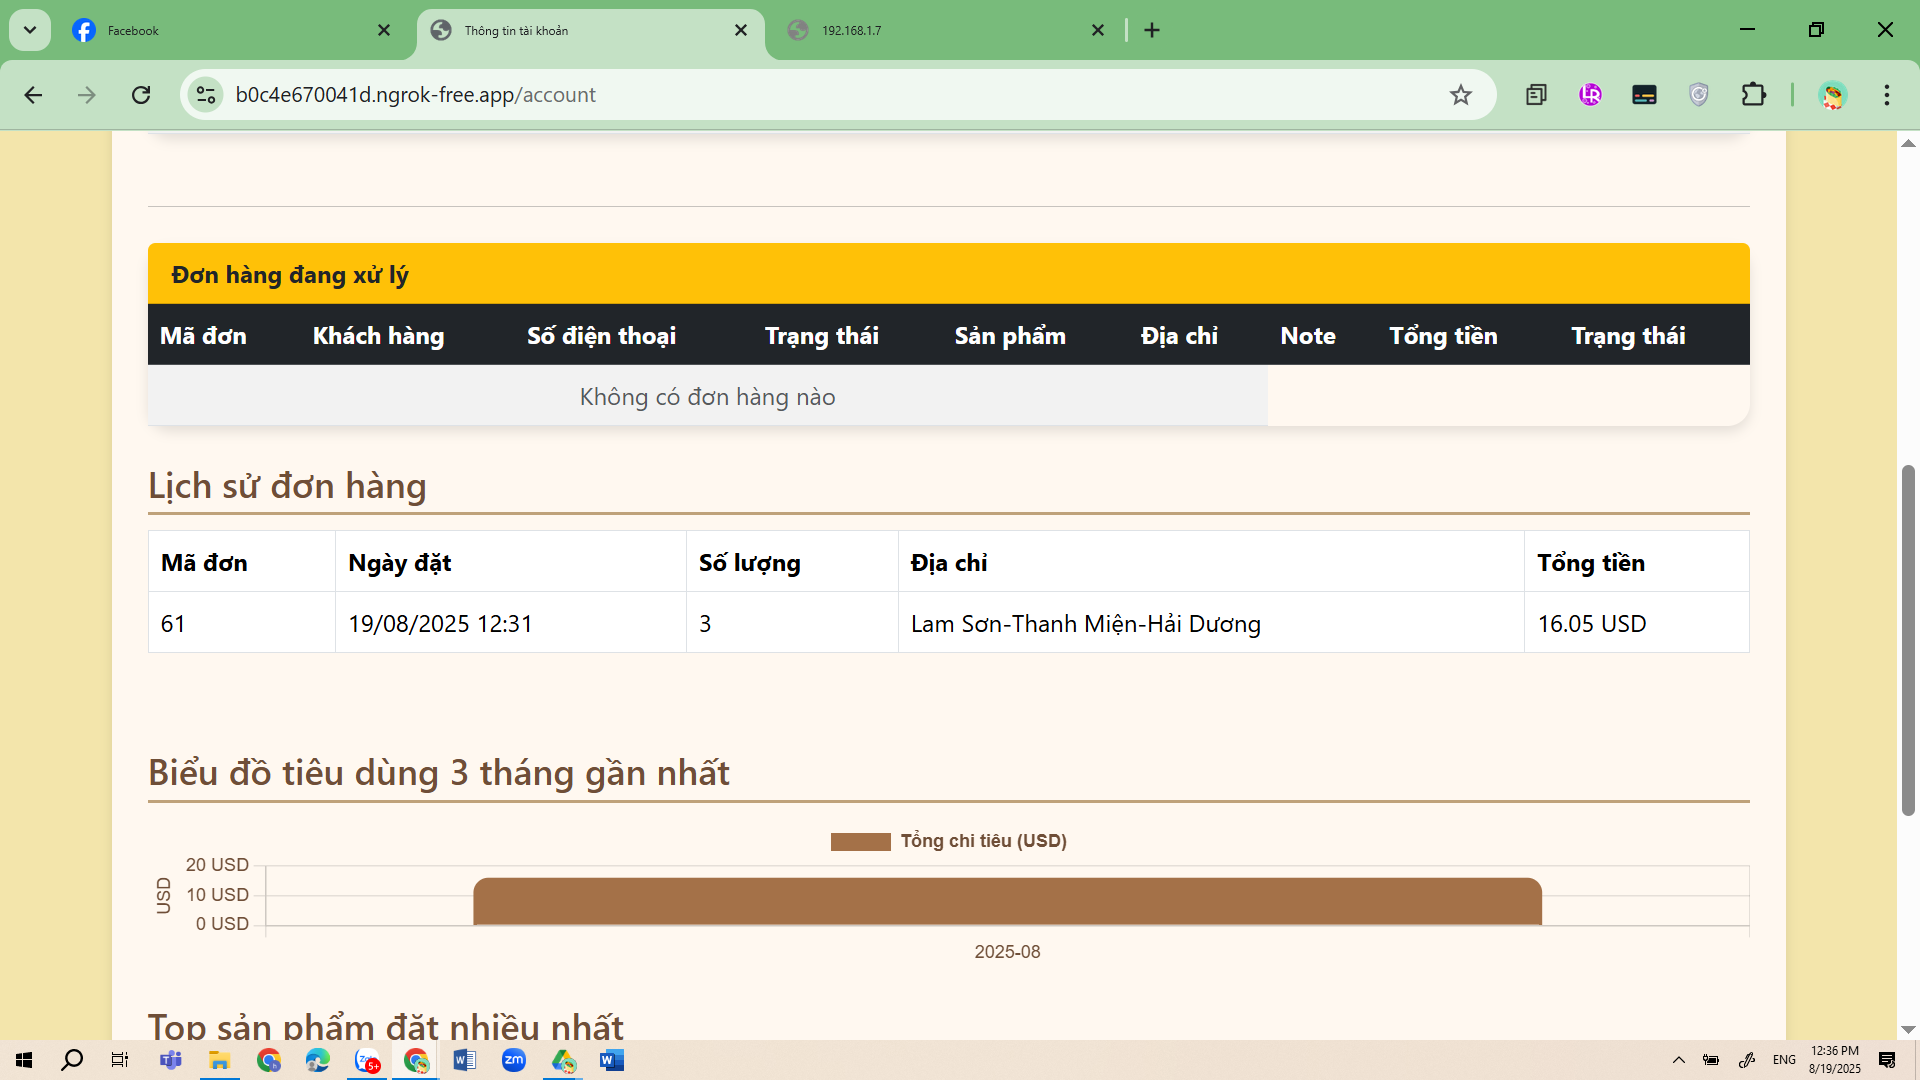 Facebook
Thông tin tài khoản
192.168.1.7
b0c4e670041d.ngrok-free.app/account
Đơn hàng đang xử lý
Mã đơn Khách hàng Số điện thoại Trạng thái Sản phẩm Địa chỉ Note Tổng tiền Trạng thái
Không có đơn hàng nào
Lịch sử đơn hàng
Mã đơn Ngày đặt Số lượng Địa chỉ Tổng tiền
61 19/08/2025 12:31 3 Lam Sơn-Thanh Miện-Hải Dương 16.05 USD
Biểu đồ tiêu dùng 3 tháng gần nhất
Tổng chi tiêu (USD)
USD
20 USD
10 USD
0 USD
2025-08
Top sản phẩm đặt nhiều nhất
5+
zm
ENG
12:36 PM
8/19/2025